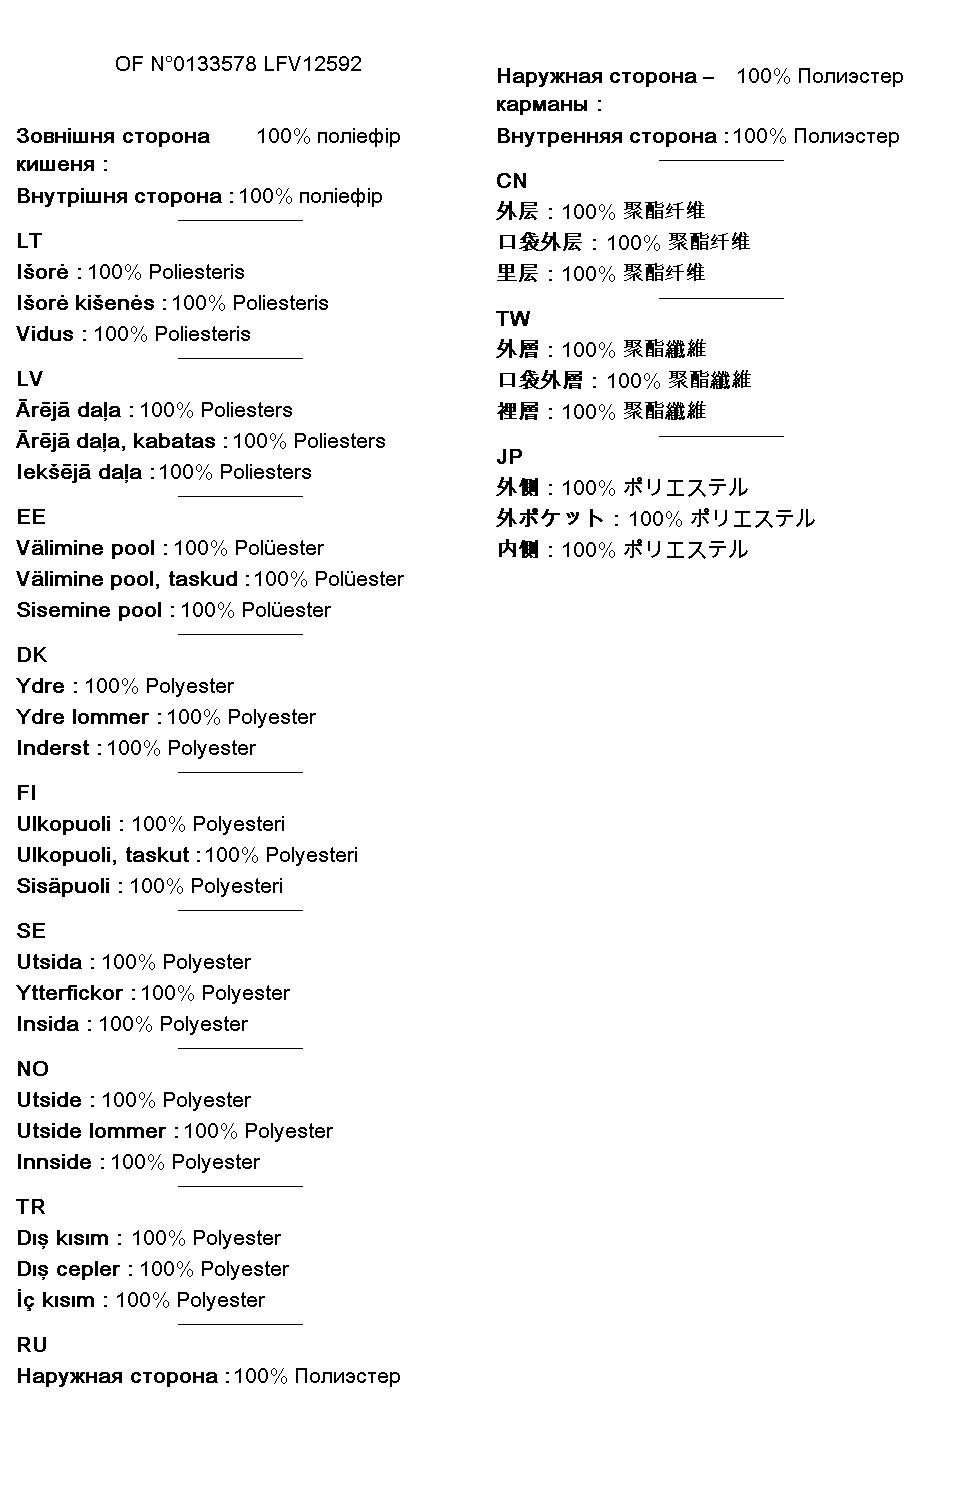 OF N°0133578 LFV12592
Зовнішня сторона 100% поліефір
кишеня :
Внутрішня сторона : 100% поліефір
LT
Išorė : 100% Poliesteris
Išorė kišenės : 100% Poliesteris
Vidus : 100% Poliesteris
LV
Ārējā daļa : 100% Poliesters
Ārējā daļa, kabatas : 100% Poliesters
Iekšējā daļa : 100% Poliesters
EE
Välimine pool : 100% Polüester
Välimine pool, taskud : 100% Polüester
Sisemine pool : 100% Polüester
DK
Ydre : 100% Polyester
Ydre lommer : 100% Polyester
Inderst : 100% Polyester
FI
Ulkopuoli : 100% Polyesteri
Ulkopuoli, taskut : 100% Polyesteri
Sisäpuoli : 100% Polyesteri
SE
Utsida : 100% Polyester
Ytterfickor : 100% Polyester
Insida : 100% Polyester
NO
Utside : 100% Polyester
Utside lommer : 100% Polyester
Innside : 100% Polyester
TR
Dış kısım : 100% Polyester
Dış cepler : 100% Polyester
İç kısım : 100% Polyester
RU
Наружная сторона : 100% Полиэстер
Наружная сторона – 100% Полиэстер
карманы :
Внутренняя сторона : 100% Полиэстер
CN
外层 : 100% 聚酯纤维
口袋外层 : 100% 聚酯纤维
里层 : 100% 聚酯纤维
TW
外層 : 100% 聚酯纖維
口袋外層 : 100% 聚酯纖維
裡層 : 100% 聚酯纖維
JP
外側 : 100% ポリエステル
外ポケット : 100% ポリエステル
内側 : 100% ポリエステル